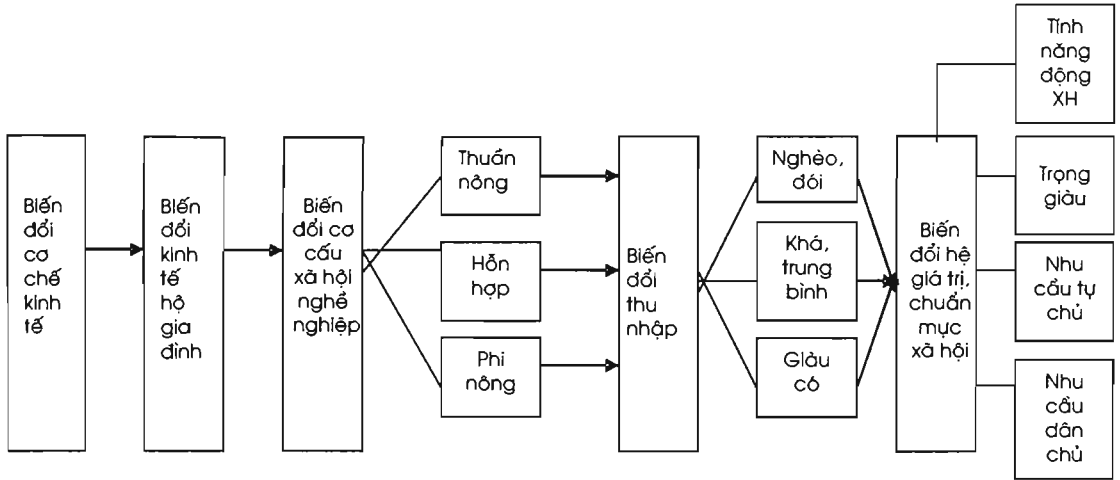 Biến
đổi
cơ
chế
kinh
tế
Biến
đổi
kinh
tế
hộ
gia
đình
Biến
đổi cơ
cấu
xã hội
nghề
nghiệp
Thuần
nông
Hỗn
hợp
Phi
nông
Biến
đổi
thu
nhập
Nghèo,
đói
Khá,
trung
bình
Giàu
có
Biến
đổi hệ
giá trị,
chuẩn
mực
xã hội
Tính
năng
động
XH
Trọng
giàu
Nhu
cầu tự
chủ
Nhu
cầu
dân
chủ